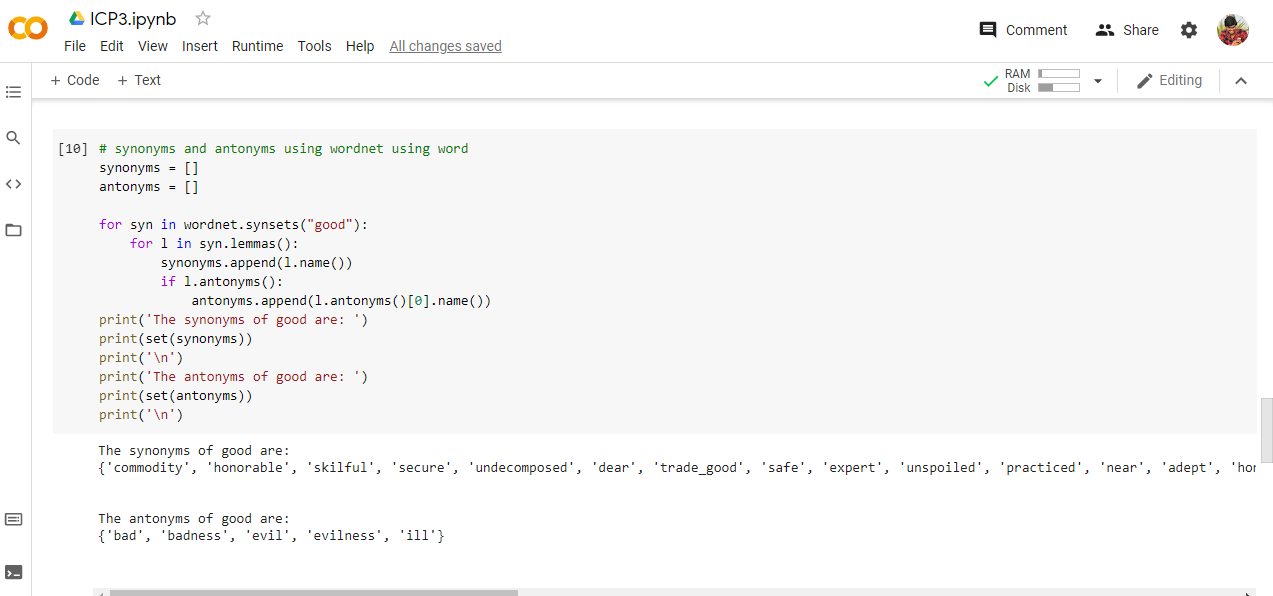 ICP3.ipynb
Comment Share
File Edit View Insert Runtime Tools Help All changes saved
+ Code + Text RAM Disk Editing
[10] # synonyms and antonyms using wordnet using word
synonyms = []
antonyms = []
for syn in wordnet.synsets("good"):
    for l in syn.lemmas():
        synonyms.append(l.name())
        if l.antonyms():
            antonyms.append(l.antonyms()[0].name())
print('The synonyms of good are: ')
print(set(synonyms))
print('\n')
print('The antonyms of good are: ')
print(set(antonyms))
print('\n')
The synonyms of good are:
{'commodity', 'honorable', 'skilful', 'secure', 'undecomposed', 'dear', 'trade_good', 'safe', 'expert', 'unspoiled', 'practiced', 'near', 'adept',
The antonyms of good are:
{'bad', 'badness', 'evil', 'evilness', 'ill'}